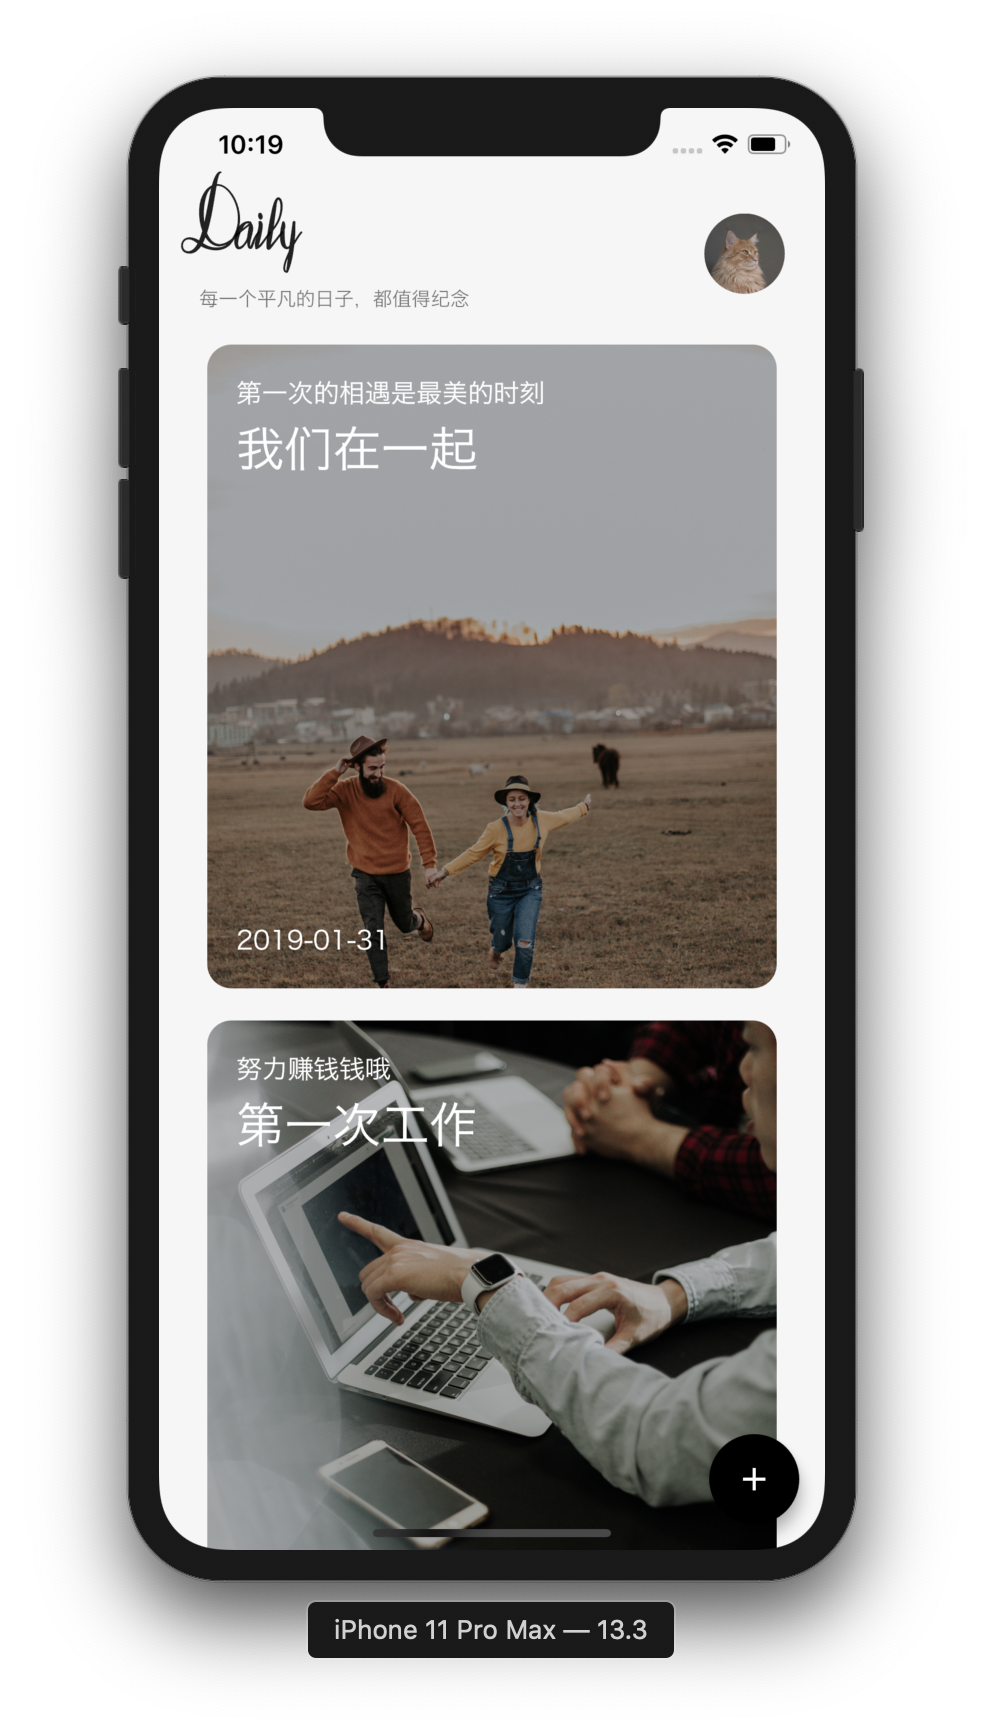 10:19
Daily
每一个平凡的日子，都值得纪念
第一次的相遇是最美的时刻
我们在一起
2019-01-31
努力赚钱钱哦
第一次工作
+
iPhone 11 Pro Max — 13.3